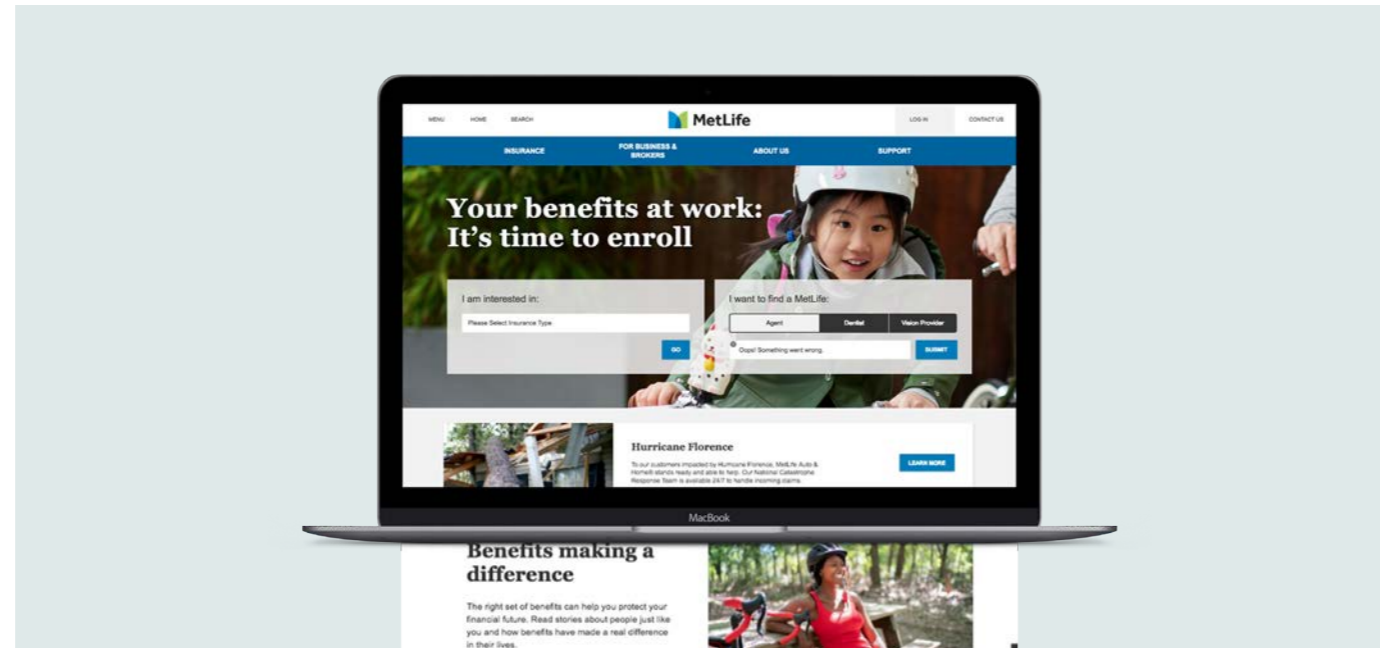 MENU HOME SEARCH MetLife LOG IN CONTACT US
INSURANCE FOR BUSINESS & BROKERS ABOUT US SUPPORT
Your benefits at work:
It's time to enroll
I am interested in:
Please Select Insurance Type
GO
I want to find a MetLife:
Agent Dentist Vision Provider
Oops! Something went wrong. SUBMIT
Hurricane Florence
To our customers impacted by Hurricane Florence, MetLife Auto &
Home® stands ready and able to help. Our National Catastrophe
Response Team is available 24/7 to handle incoming claims.
LEARN MORE
MacBook
Benefits making a
difference
The right set of benefits can help you protect your
financial future. Read stories about people just like
you and how benefits have made a real difference
in their lives.